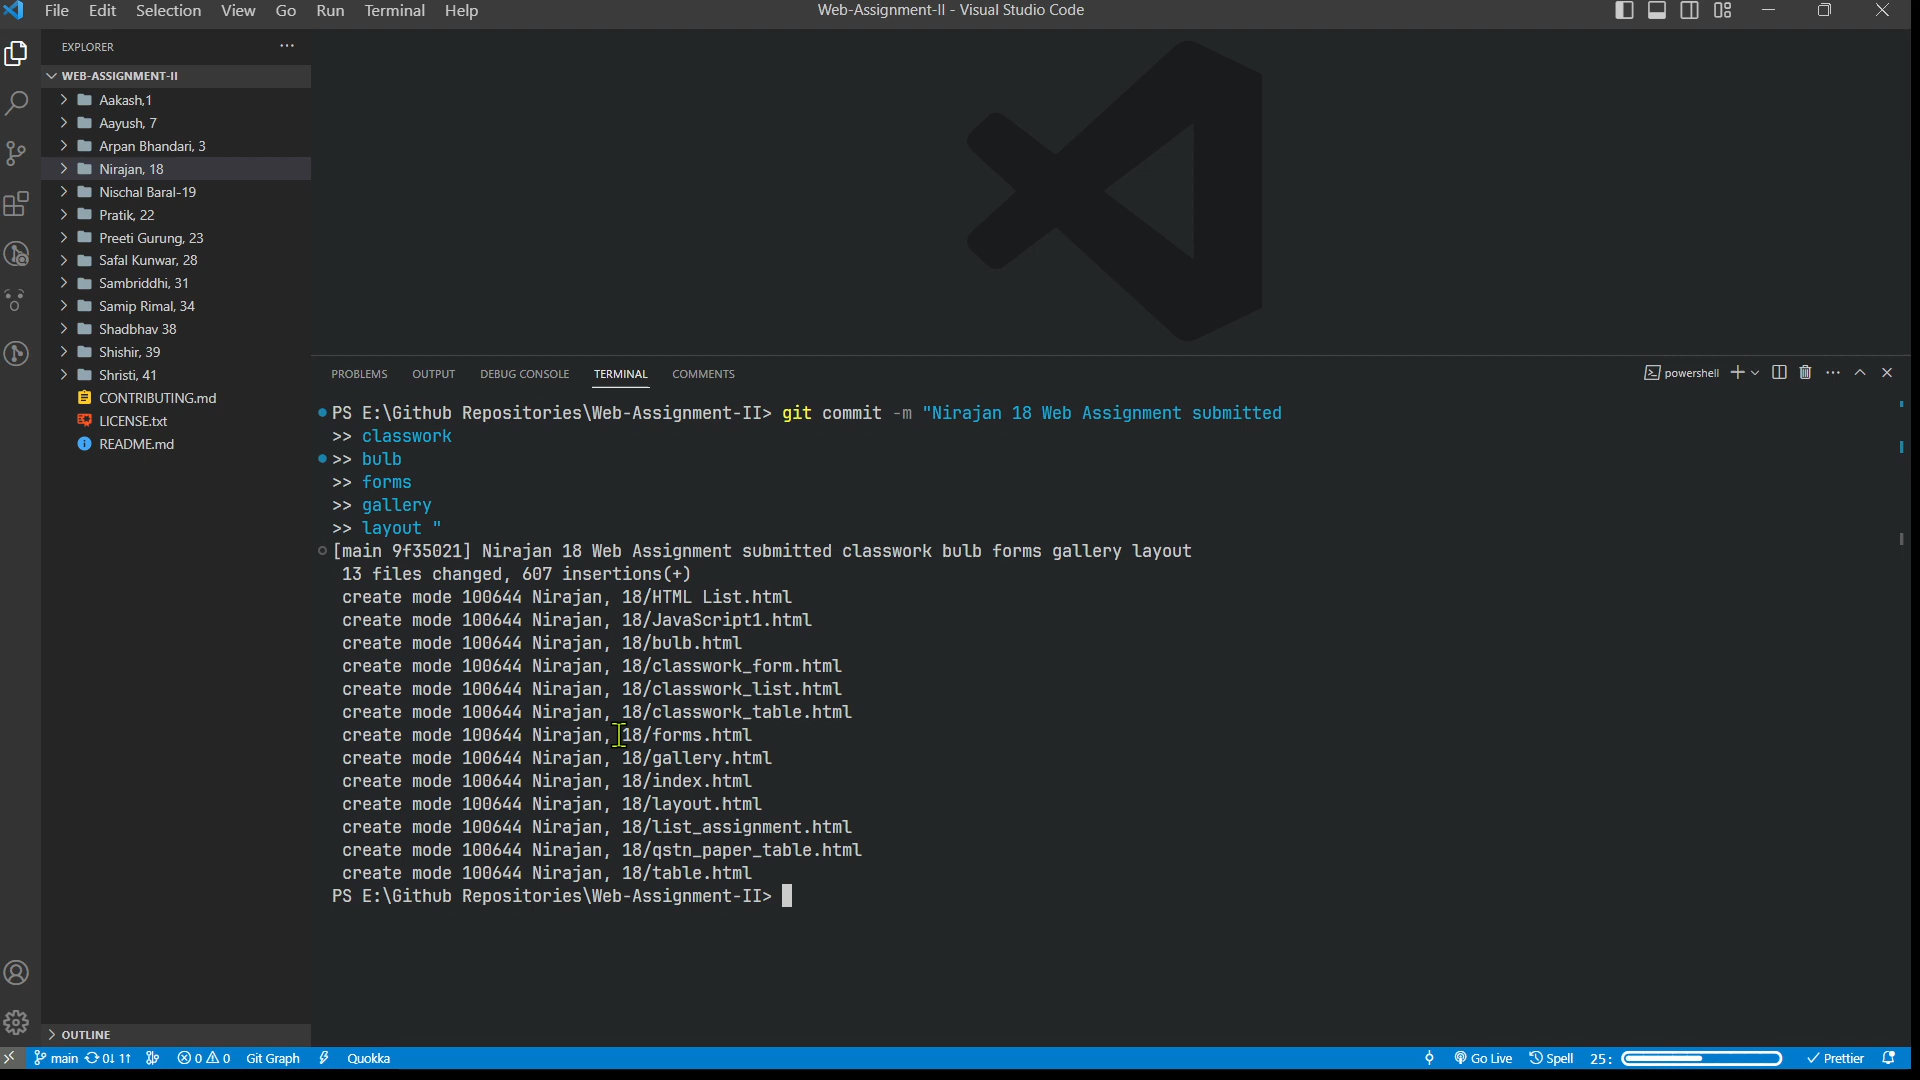 File Edit Selection View Go Run Terminal Help
Web-Assignment-II - Visual Studio Code
EXPLORER
WEB-ASSIGNMENT-II
Aakash,1
Aayush, 7
Arpan Bhandari, 3
Nirajan, 18
Nischal Baral-19
Pratik, 22
Preeti Gurung, 23
Safal Kunwar, 28
Sambriddhi, 31
Samip Rimal, 34
Shadbhav 38
Shishir, 39
Shristi, 41
CONTRIBUTING.md
LICENSE.txt
README.md
OUTLINE
PROBLEMS OUTPUT DEBUG CONSOLE TERMINAL COMMENTS
powershell
PS E:\Github Repositories\Web-Assignment-II> git commit -m "Nirajan 18 Web Assignment submitted
>> classwork
>> bulb
>> forms
>> gallery
>> layout "
[main 9f35021] Nirajan 18 Web Assignment submitted classwork bulb forms gallery layout
13 files changed, 607 insertions(+)
create mode 100644 Nirajan, 18/HTML List.html
create mode 100644 Nirajan, 18/JavaScript1.html
create mode 100644 Nirajan, 18/bulb.html
create mode 100644 Nirajan, 18/classwork_form.html
create mode 100644 Nirajan, 18/classwork_list.html
create mode 100644 Nirajan, 18/classwork_table.html
create mode 100644 Nirajan, 18/forms.html
create mode 100644 Nirajan, 18/gallery.html
create mode 100644 Nirajan, 18/index.html
create mode 100644 Nirajan, 18/layout.html
create mode 100644 Nirajan, 18/list_assignment.html
create mode 100644 Nirajan, 18/qstn_paper_table.html
create mode 100644 Nirajan, 18/table.html
PS E:\Github Repositories\Web-Assignment-II>
main 0↓ 1↑ 0 0 Git Graph Quokka
Go Live Spell 25: Prettier